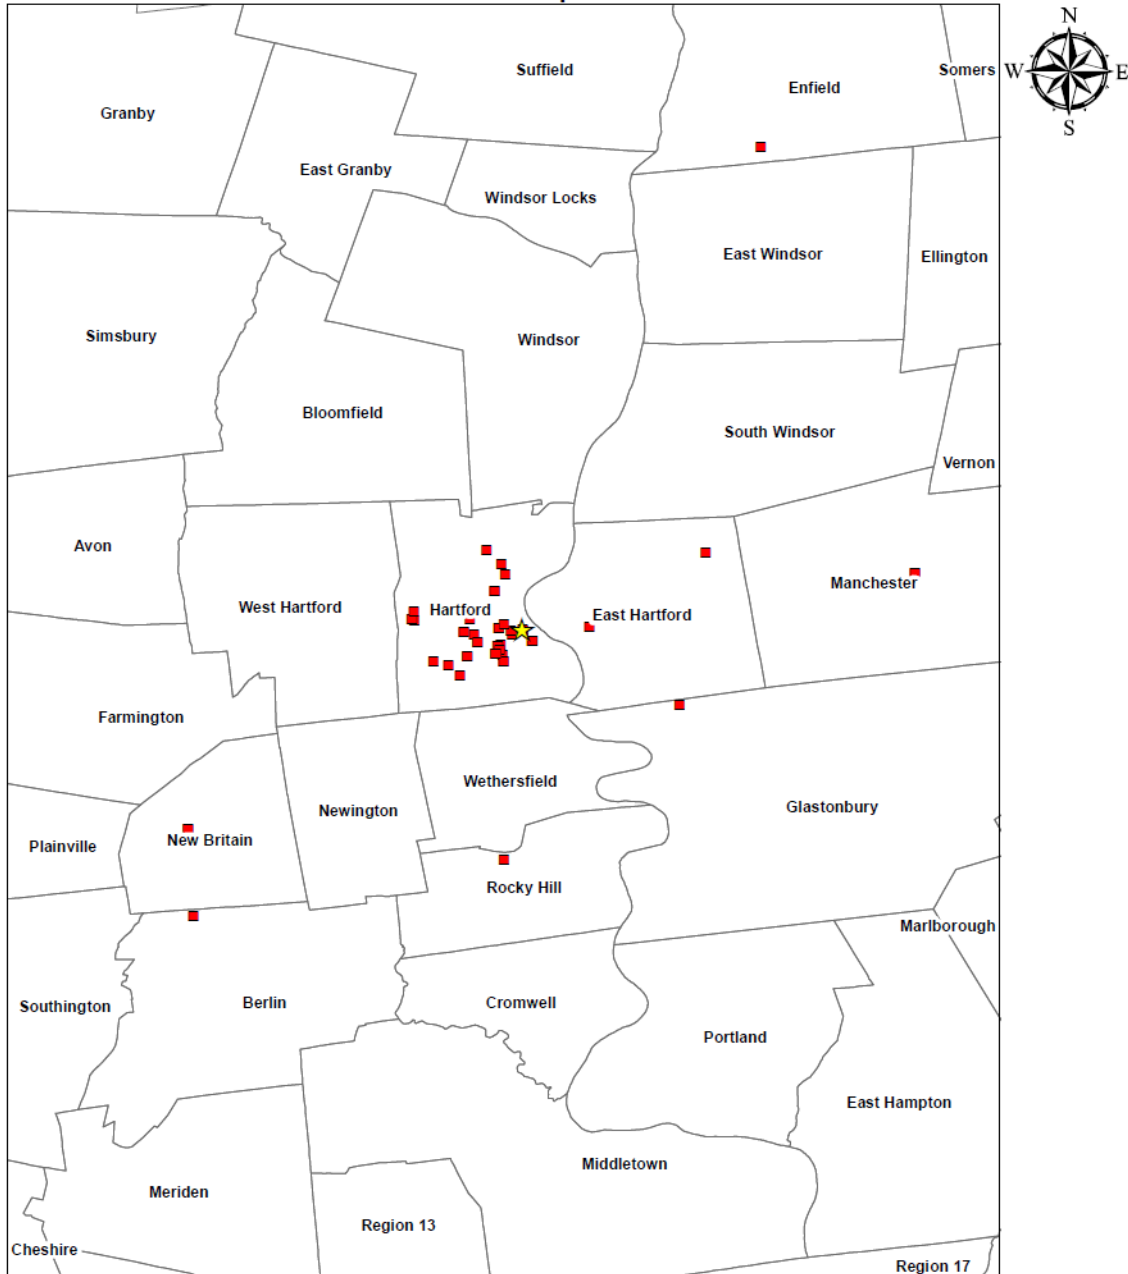 N
Suffield
Somers
W
E
Enfield
Granby
S
East Granby
Windsor Locks
East Windsor
Ellington
Simsbury
Windsor
Bloomfield
South Windsor
Vernon
Avon
Manchester
West Hartford
Hartford
East Hartford
Farmington
Wethersfield
Glastonbury
Newington
New Britain
Plainville
Rocky Hill
Marlborough
Southington
Berlin
Cromwell
Portland
East Hampton
Middletown
Meriden
Region 13
Cheshire
Region 17